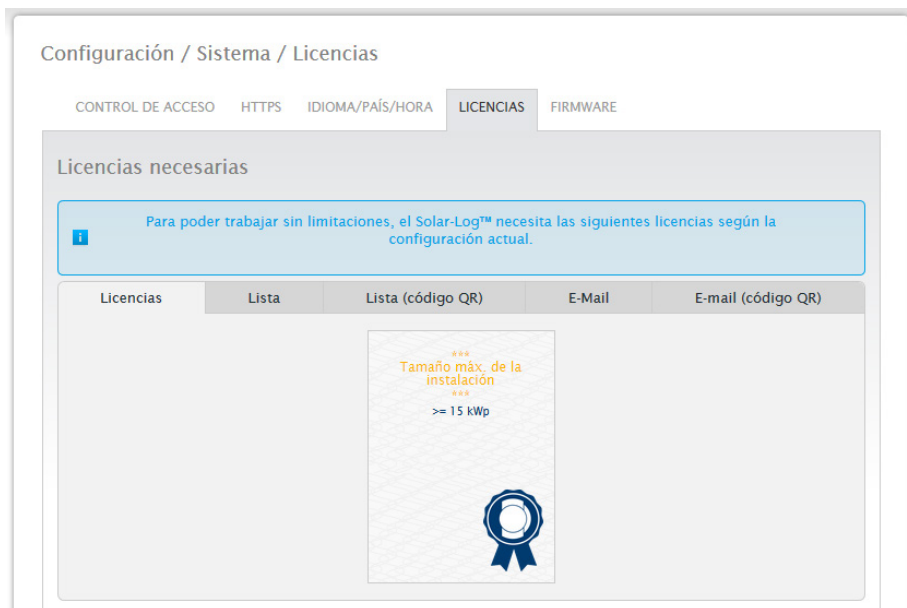 Configuración / Sistema / Licencias
CONTROL DE ACCESO HTTPS IDIOMA/PAÍS/HORA LICENCIAS FIRMWARE
Licencias necesarias
Para poder trabajar sin limitaciones, el Solar-Log™ necesita las siguientes licencias según la
configuración actual.
Licencias Lista Lista (código QR) E-Mail E-mail (código QR)
***
Tamaño máx. de la
instalación
***
>= 15 kWp